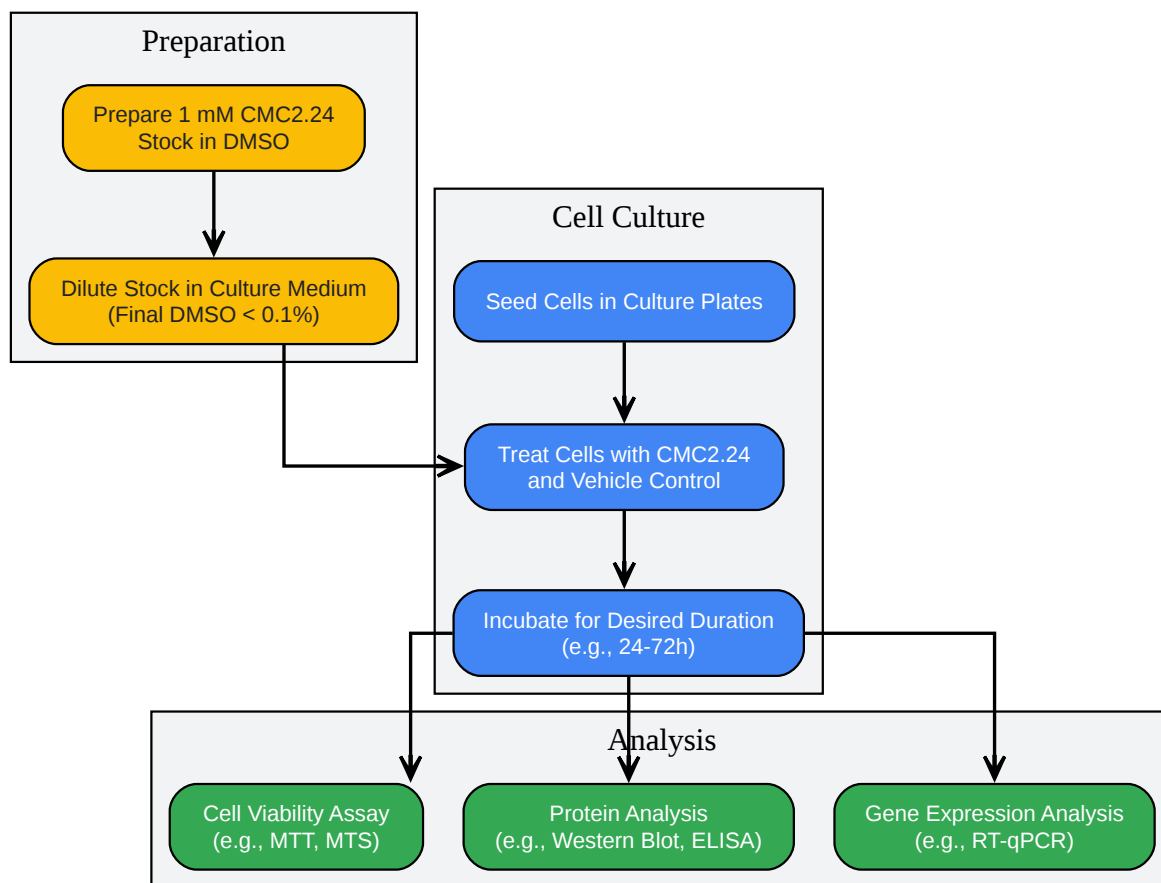 Preparation
Prepare 1 mM CMC2.24
Stock in DMSO
Dilute Stock in Culture Medium
(Final DMSO < 0.1%)
Cell Culture
Seed Cells in Culture Plates
Treat Cells with CMC2.24
and Vehicle Control
Incubate for Desired Duration
(e.g., 24-72h)
Analysis
Cell Viability Assay
(e.g., MTT, MTS)
Protein Analysis
(e.g., Western Blot, ELISA)
Gene Expression Analysis
(e.g., RT-qPCR)